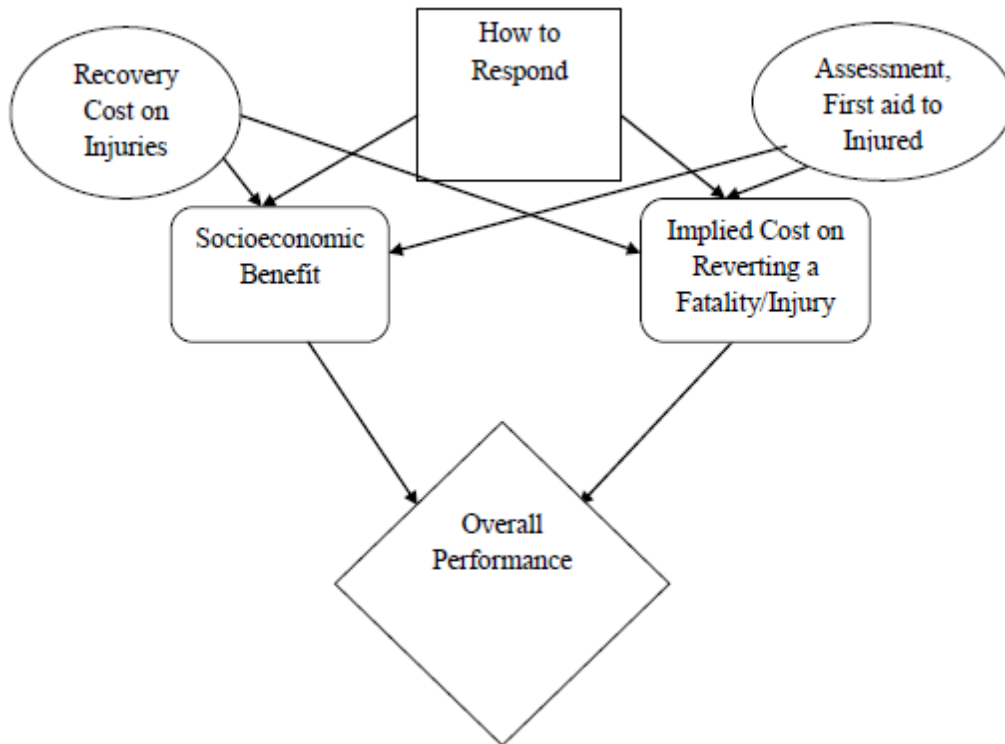 Recovery
Cost on
Injuries
How to
Respond
Assessment,
First aid to
Injured
Socioeconomic
Benefit
Implied Cost on
Reverting a
Fatality/Injury
Overall
Performance